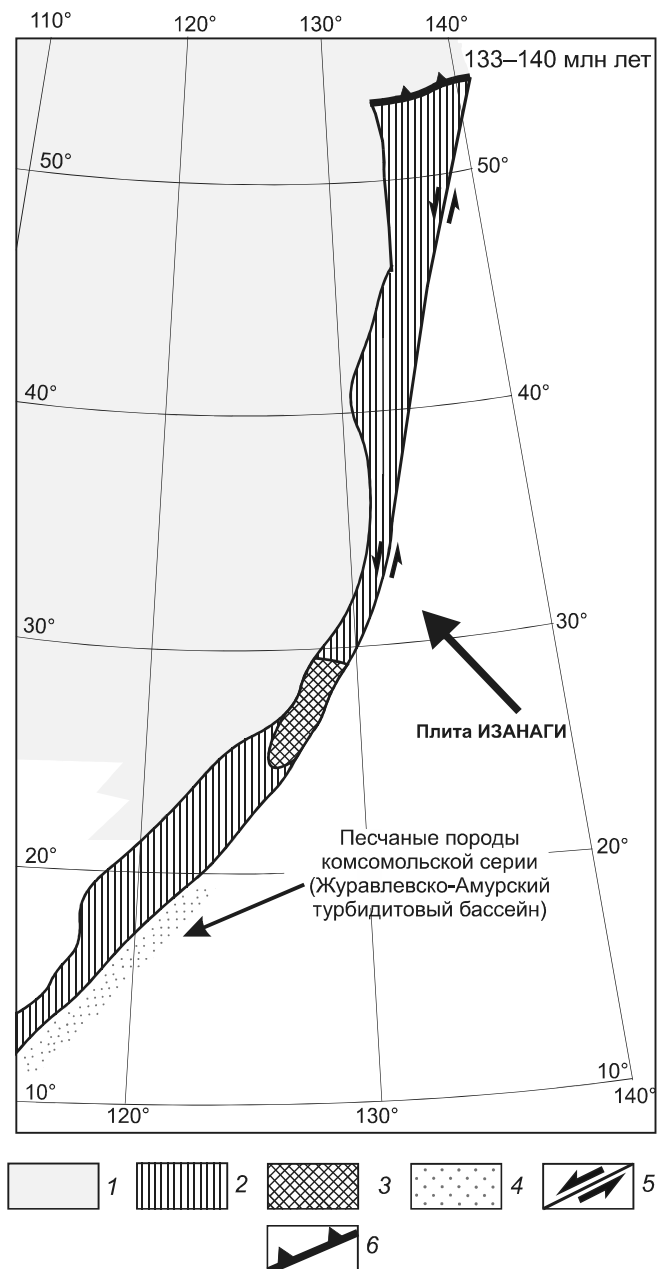 110° 120° 130° 140°
133–140 млн лет
50° 50°
40° 40°
30° 30°
Плита ИЗАНАГИ
Песчаные породы
комсомольской серии
(Журавлевско-Амурский
турбидитовый бассейн)
20° 20°
10° 10°
120° 130° 140°
1 2 3 4 5
6